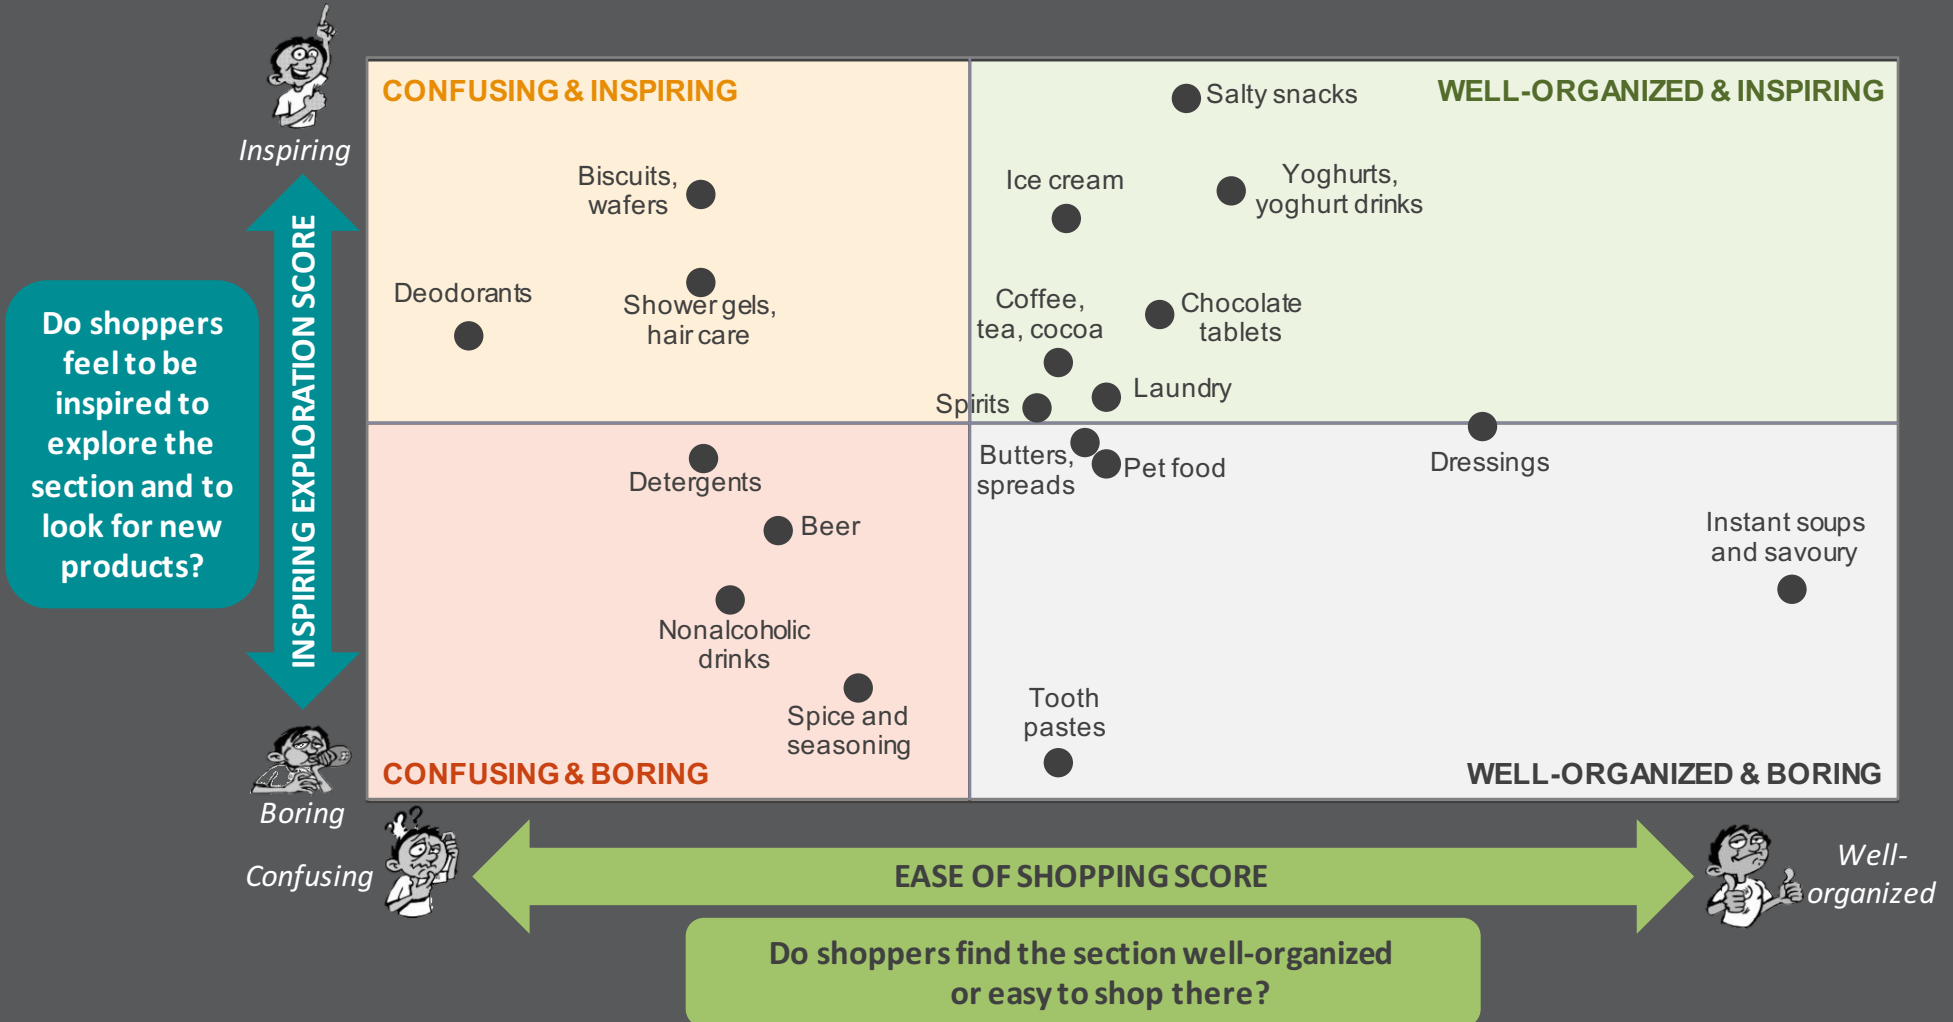 CONFUSING & INSPIRING
WELL-ORGANIZED & INSPIRING
Salty snacks
Inspiring
Biscuits,
wafers
Ice cream
Yoghurts,
yoghurt drinks
Deodorants
Shower gels,
hair care
Coffee,
tea, cocoa
Chocolate
tablets
Spirits
Laundry
INSPIRING EXPLORATION SCORE
Do shoppers
feel to be
inspired to
explore the
section and to
look for new
products?
Detergents
Butters,
spreads
Pet food
Dressings
Beer
Instant soups
and savoury
Nonalcoholic
drinks
Spice and
seasoning
Tooth
pastes
CONFUSING & BORING
WELL-ORGANIZED & BORING
Boring
??
Confusing
EASE OF SHOPPING SCORE
Well-
organized
Do shoppers find the section well-organized
or easy to shop there?